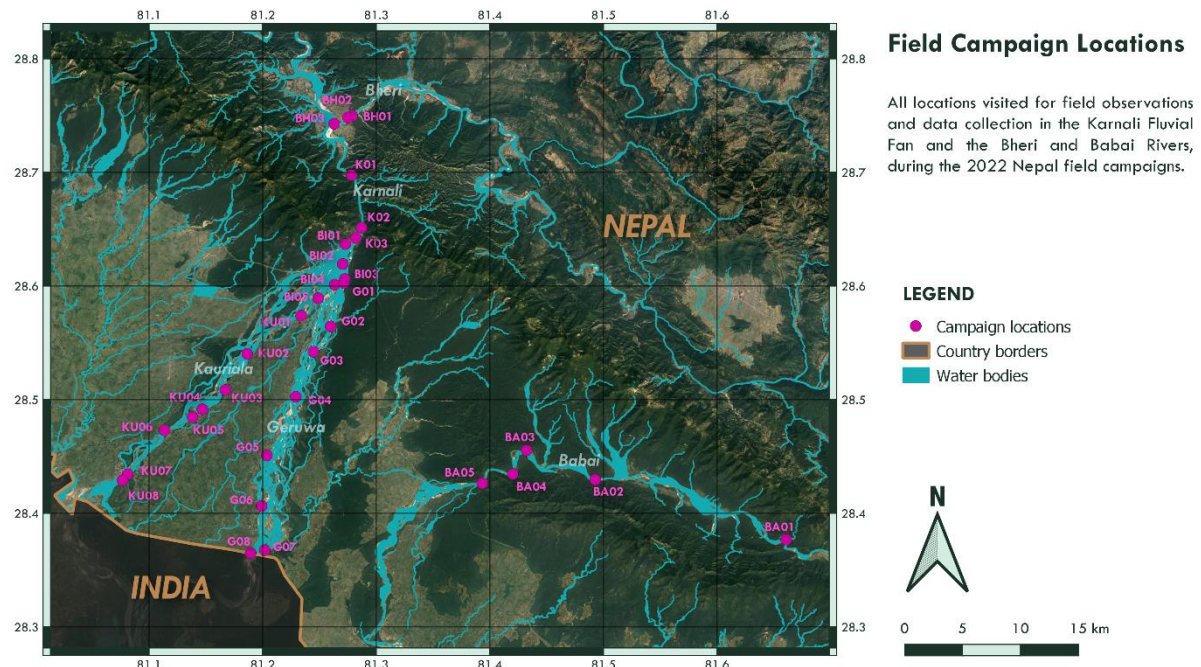 81.1 81.2 81.3 81.4 81.5 81.6
28.8 28.8
Field Campaign Locations
All locations visited for field observations
and data collection in the Karnali Fluvial
Fan and the Bheri and Babai Rivers,
during the 2022 Nepal field campaigns.
Bheri
BH02
BH03 BH01
28.7 28.7
K01
Karnali
K02
NEPAL
BI01 K03
BI02
BI03
BI04
G01
28.6 28.6
BI05
LEGEND
KU01 G02
Campaign locations
KU02 G03
Country borders
Kauriala
Water bodies
KU04 KU03 G04
28.5 28.5
KU05
KU06 Geruwa
G05 BA03
Babai
KU07 BA05 BA04 BA02
KU08
G06
N
28.4 28.4
BA01
G08 G07
INDIA
0 5 10 15 km
28.3 28.3
81.1 81.2 81.3 81.4 81.5 81.6